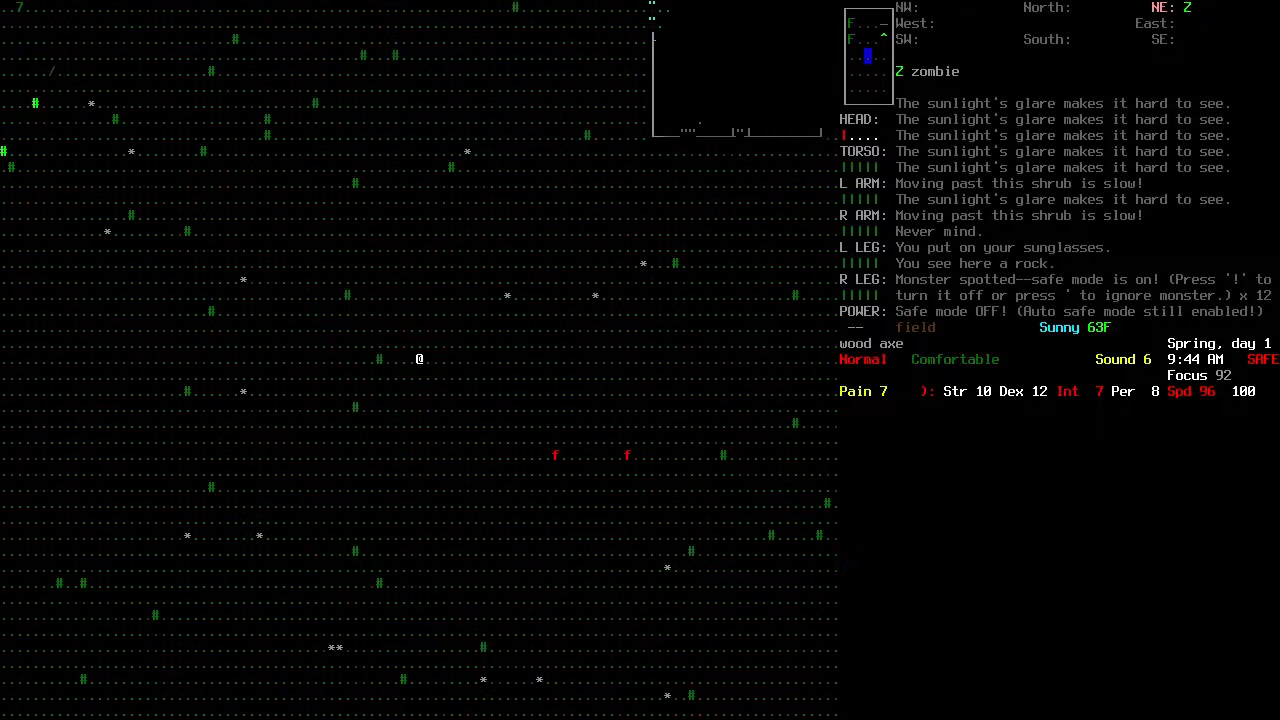 NW: North: NE: Z
West: East:
SW: South: SE:
Z zombie
The sunlight's glare makes it hard to see.
HEAD: The sunlight's glare makes it hard to see.
|.... The sunlight's glare makes it hard to see.
TORSO: The sunlight's glare makes it hard to see.
||||| The sunlight's glare makes it hard to see.
L ARM: Moving past this shrub is slow!
||||| The sunlight's glare makes it hard to see.
R ARM: Moving past this shrub is slow!
||||| Never mind.
L LEG: You put on your sunglasses.
||||| You see here a rock.
R LEG: Monster spotted--safe mode is on! (Press '!' to
||||| turn it off or press ' to ignore monster.) x 12
POWER: Safe mode OFF! (Auto safe mode still enabled!)
-- field Sunny 63F
wood axe Spring, day 1
Normal Comfortable Sound 6 9:44 AM SAFE
Focus 92
Pain 7 ): Str 10 Dex 12 Int 7 Per 8 Spd 96 100